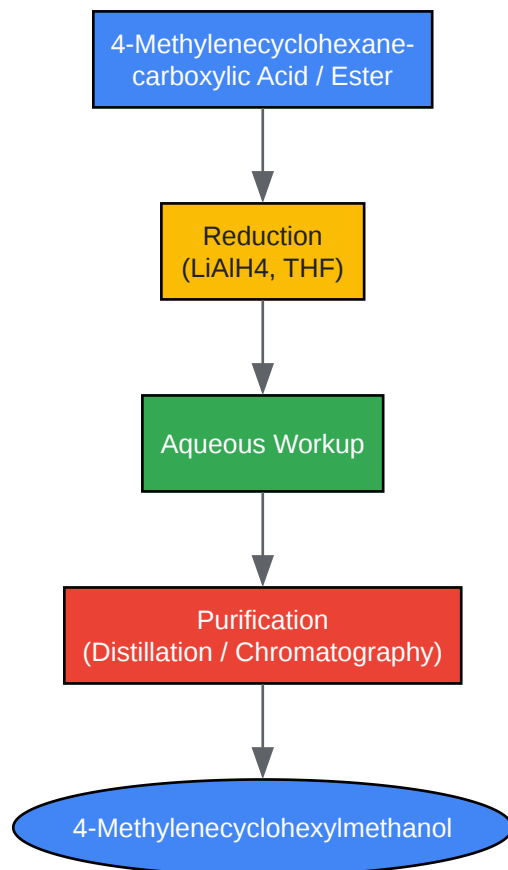 4-Methylenecyclohexane-
carboxylic Acid / Ester
Reduction
(LiAlH4, THF)
Aqueous Workup
Purification
(Distillation / Chromatography)
4-Methylenecyclohexylmethanol